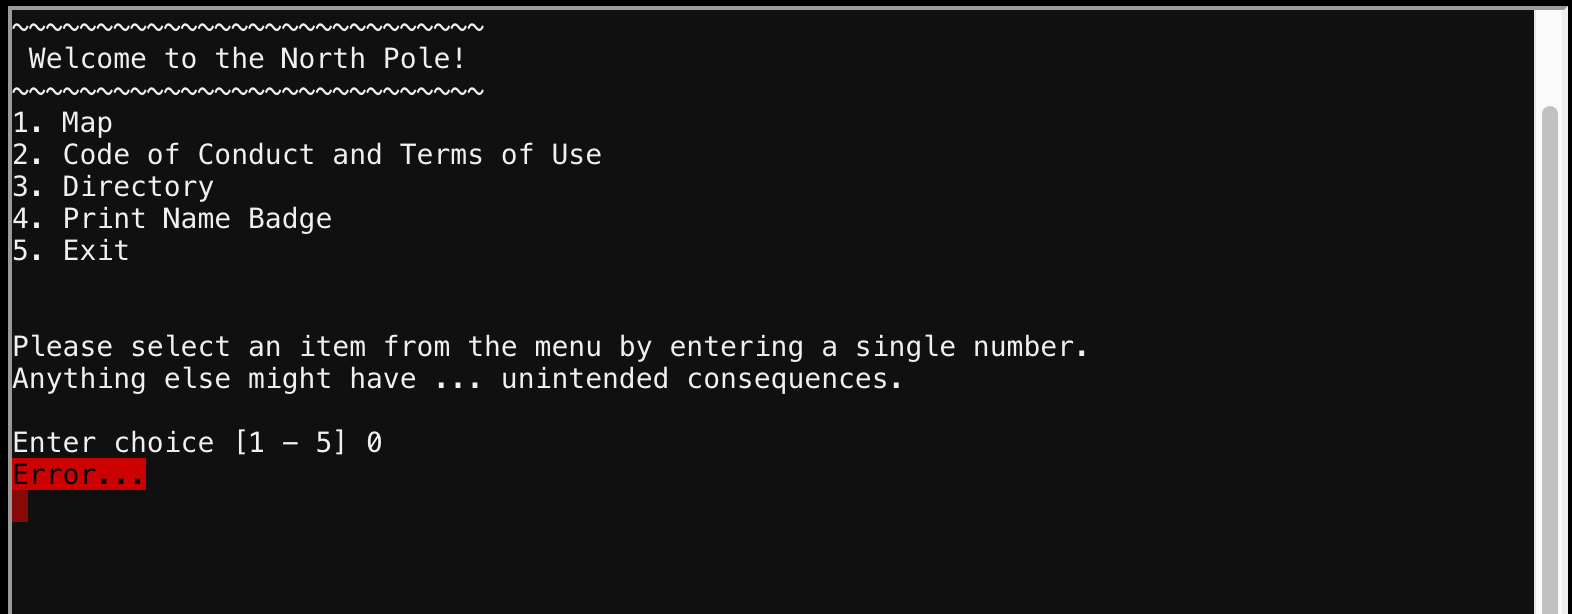 ~~~~~~~~~~~~~~~~~~~~~~~~~~~~
 Welcome to the North Pole!
~~~~~~~~~~~~~~~~~~~~~~~~~~~~
1. Map
2. Code of Conduct and Terms of Use
3. Directory
4. Print Name Badge
5. Exit
Please select an item from the menu by entering a single number.
Anything else might have ... unintended consequences.
Enter choice [1 - 5] 0
Error...